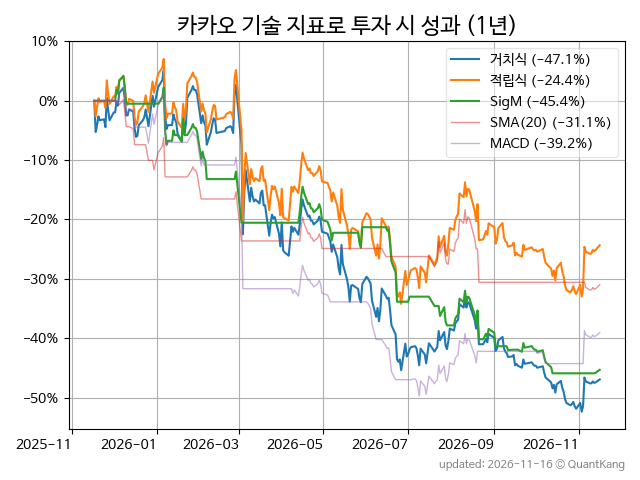 카카오 기술 지표로 투자 시 성과 (1년)
거치식 (−47.1%)
적립식 (−24.4%)
SigM (−45.4%)
SMA(20) (−31.1%)
MACD (−39.2%)
10%
0%
−10%
−20%
−30%
−40%
−50%
2025-11 2026-01 2026-03 2026-05 2026-07 2026-09 2026-11
updated: 2026-11-16 ⓒ QuantKang